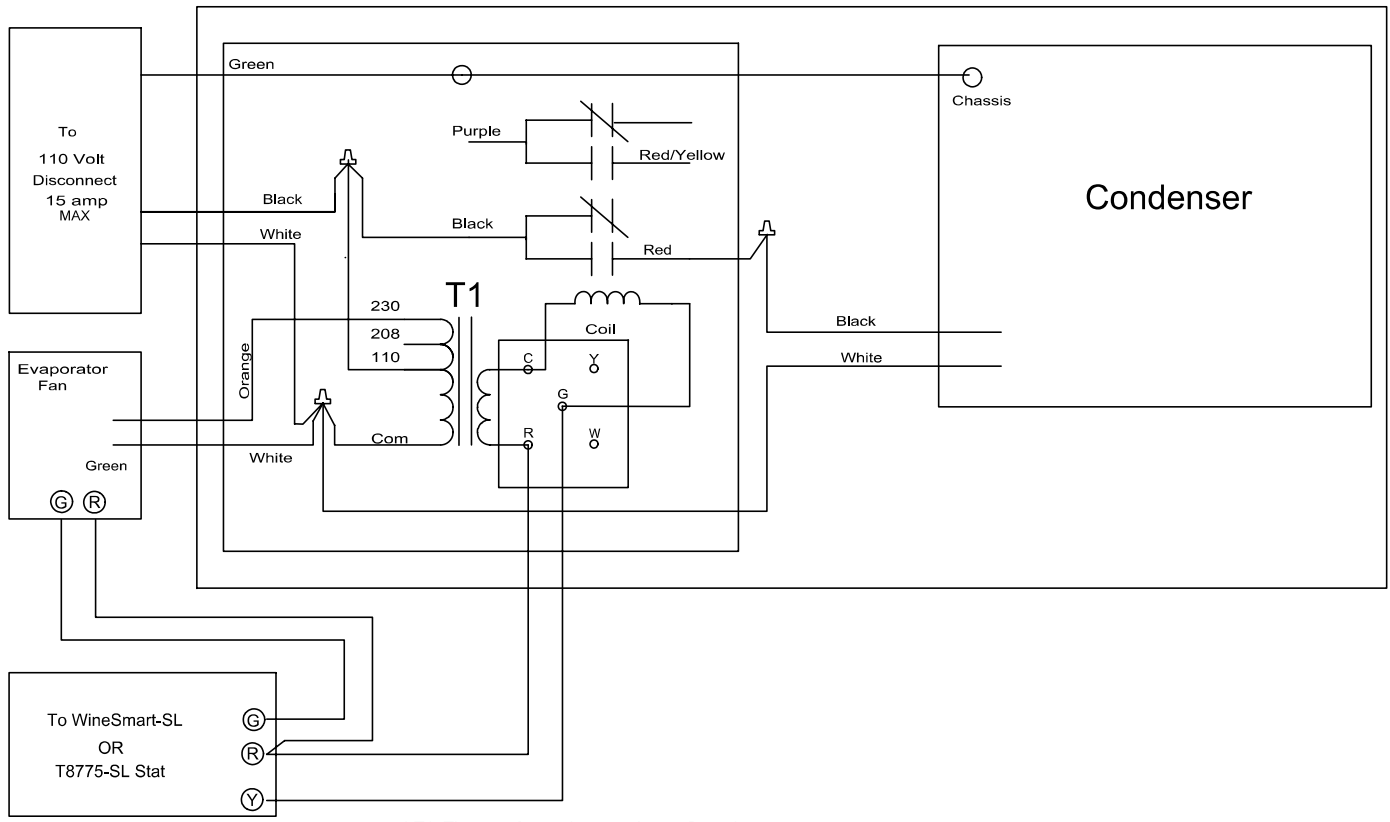 To
110 Volt
Disconnect
15 amp
MAX
Green
Chassis
Condenser
Purple
Red/Yellow
Black
White
Black
Red
T1
230
208
110
Com
Coil
C
Y
G
R
W
Black
White
Evaporator
Fan
Orange
White
Green
G
R
To WineSmart-SL
OR
T8775-SL Stat
G
R
Y